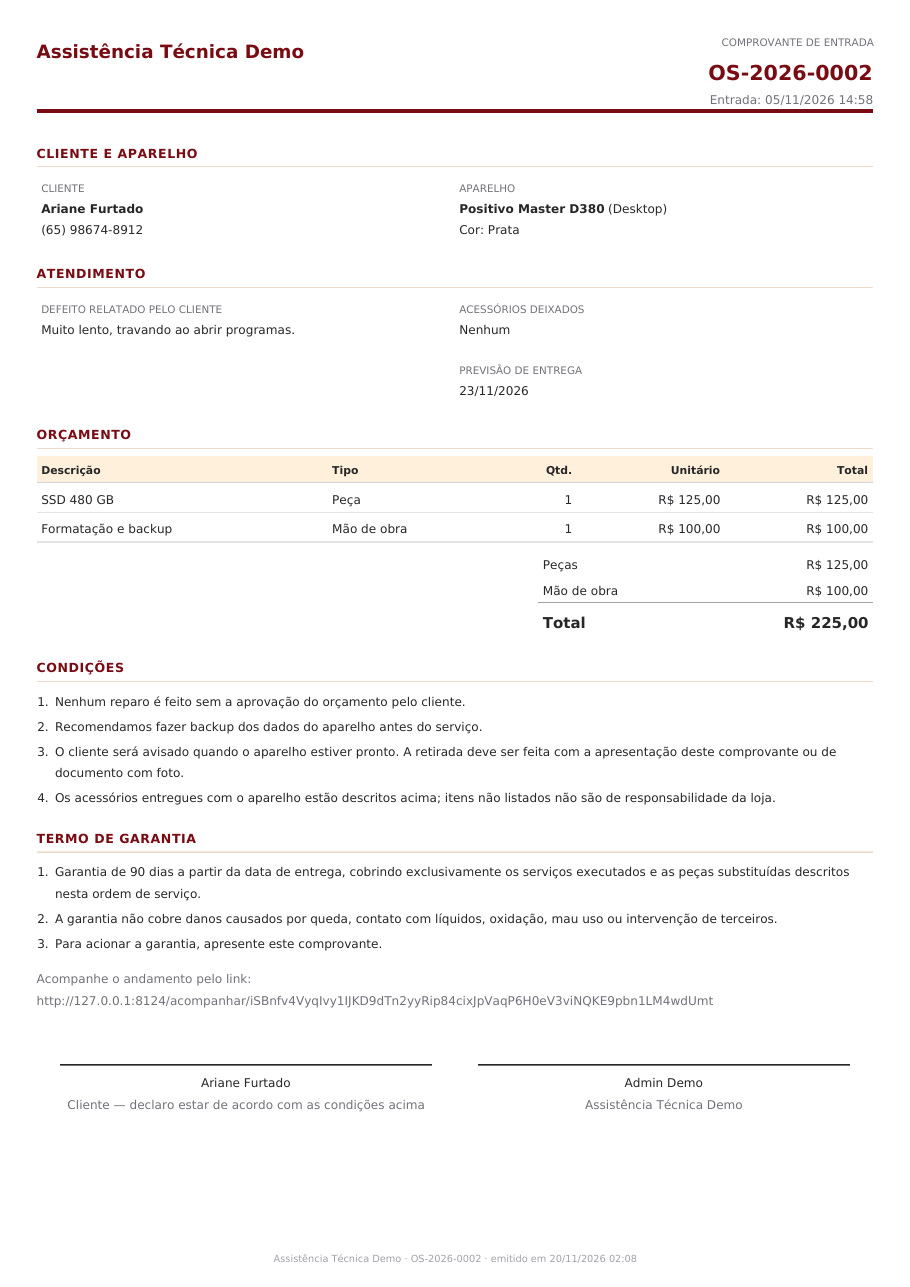 Assistência Técnica Demo
COMPROVANTE DE ENTRADA
OS-2026-0002
Entrada: 05/11/2026 14:58
CLIENTE E APARELHO
CLIENTE
Ariane Furtado
(65) 98674-8912
APARELHO
Positivo Master D380 (Desktop)
Cor: Prata
ATENDIMENTO
DEFEITO RELATADO PELO CLIENTE
Muito lento, travando ao abrir programas.
ACESSÓRIOS DEIXADOS
Nenhum
PREVISÃO DE ENTREGA
23/11/2026
ORÇAMENTO
Descrição Tipo Qtd. Unitário Total
SSD 480 GB Peça 1 R$ 125,00 R$ 125,00
Formatação e backup Mão de obra 1 R$ 100,00 R$ 100,00
Peças R$ 125,00
Mão de obra R$ 100,00
Total R$ 225,00
CONDIÇÕES
1. Nenhum reparo é feito sem a aprovação do orçamento pelo cliente.
2. Recomendamos fazer backup dos dados do aparelho antes do serviço.
3. O cliente será avisado quando o aparelho estiver pronto. A retirada deve ser feita com a apresentação deste comprovante ou de
documento com foto.
4. Os acessórios entregues com o aparelho estão descritos acima; itens não listados não são de responsabilidade da loja.
TERMO DE GARANTIA
1. Garantia de 90 dias a partir da data de entrega, cobrindo exclusivamente os serviços executados e as peças substituídas descritos
nesta ordem de serviço.
2. A garantia não cobre danos causados por queda, contato com líquidos, oxidação, mau uso ou intervenção de terceiros.
3. Para acionar a garantia, apresente este comprovante.
Acompanhe o andamento pelo link:
http://127.0.0.1:8124/acompanhar/iSBnfv4VyqIvy1IJKD9dTn2yyRip84cixJpVaqP6H0eV3viNQKE9pbn1LM4wdUmt
Ariane Furtado
Cliente — declaro estar de acordo com as condições acima
Admin Demo
Assistência Técnica Demo
Assistência Técnica Demo · OS-2026-0002 · emitido em 20/11/2026 02:08